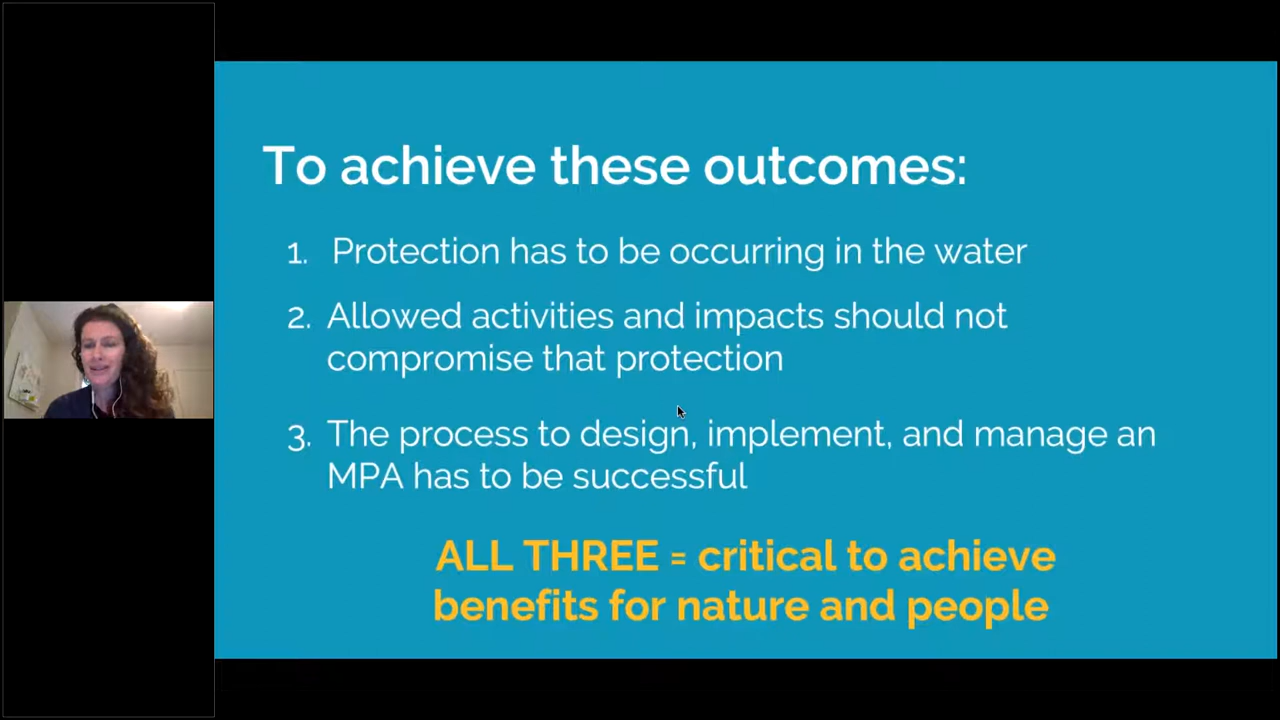 To achieve these outcomes:
1. Protection has to be occurring in the water
2. Allowed activities and impacts should not
compromise that protection
3. The process to design, implement, and manage an
MPA has to be successful
ALL THREE = critical to achieve
benefits for nature and people